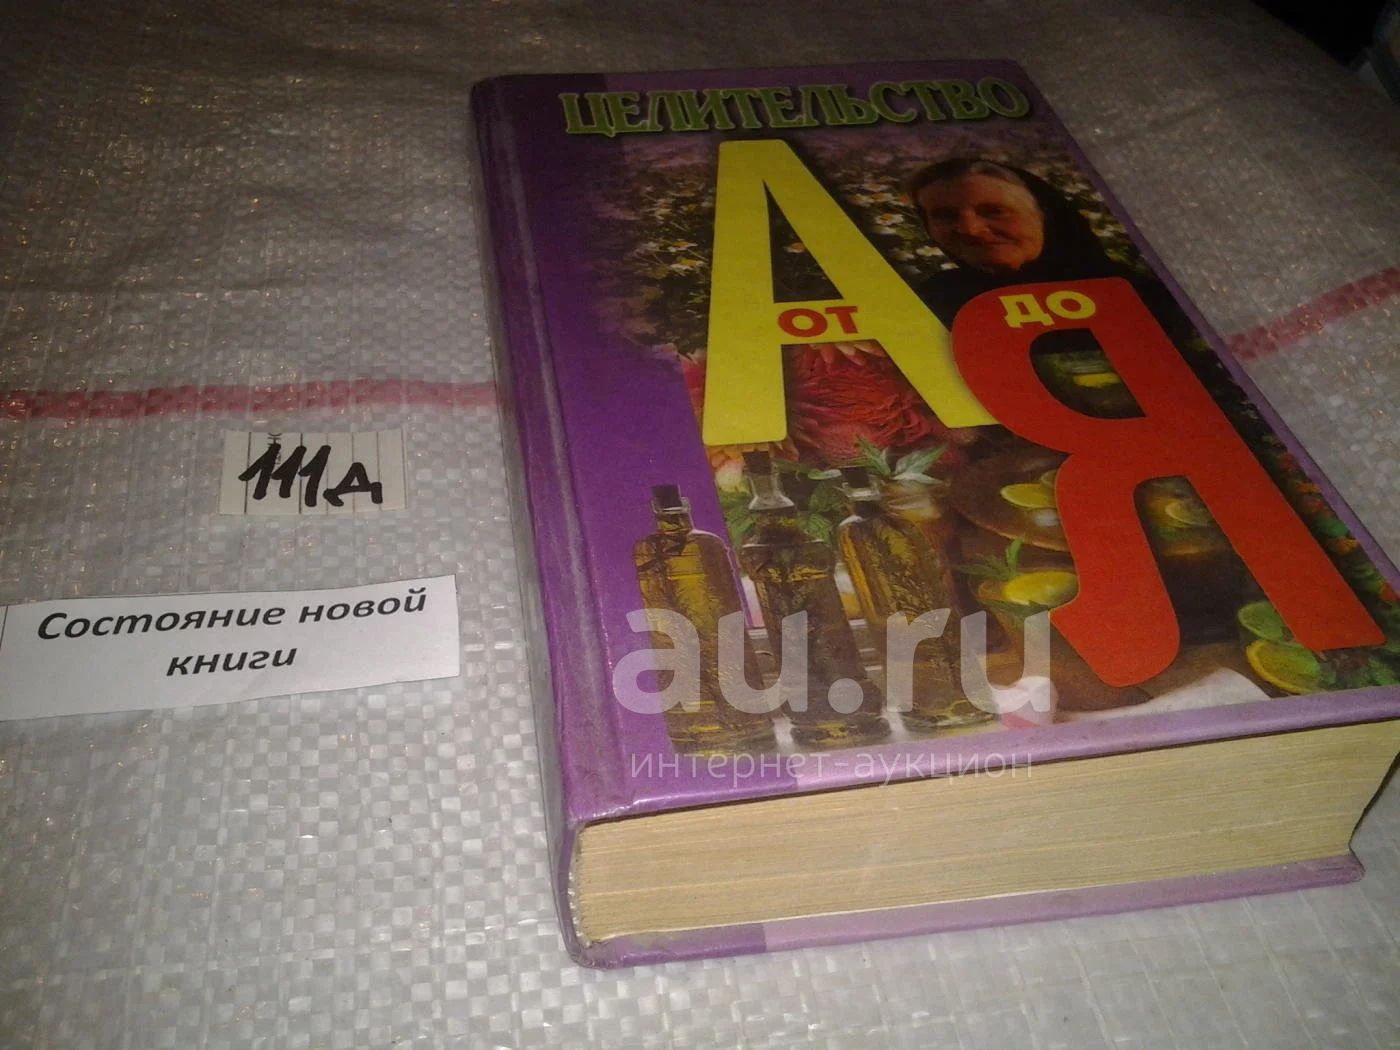 ЦЕЛИТЕЛЬСТВО
А
ОТ
ДО
Я
111д
Состояние новой
книги
au.ru
интернет-аукцион